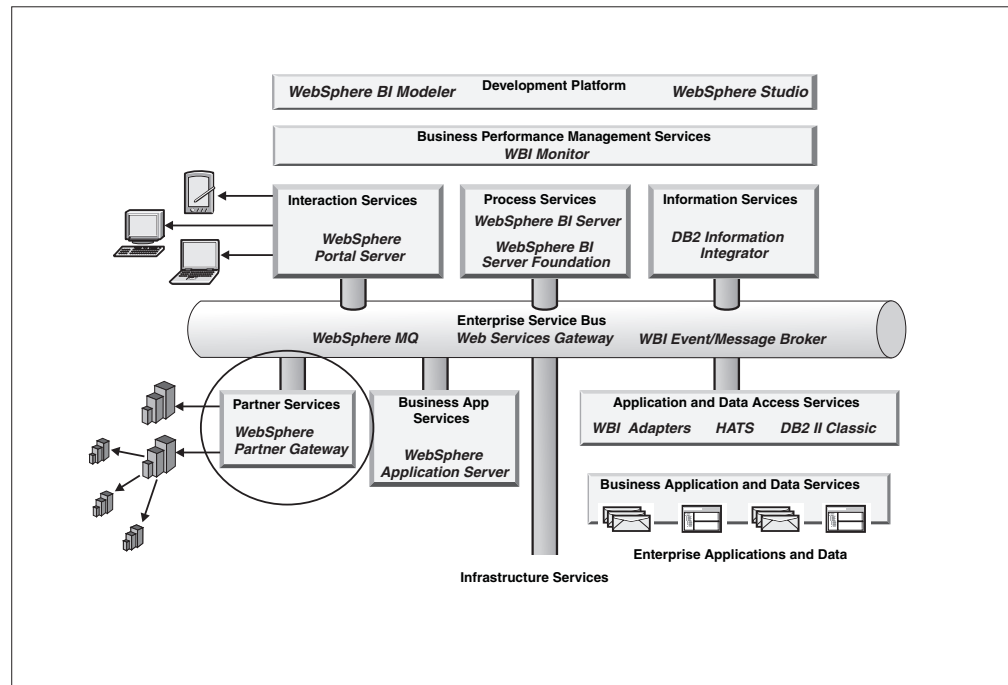 Development Platform
WebSphere BI Modeler
WebSphere Studio
Business Performance Management Services
WBI Monitor
Interaction Services
WebSphere
Portal Server
Process Services
WebSphere BI Server
WebSphere BI
Server Foundation
Information Services
DB2 Information
Integrator
Enterprise Service Bus
WebSphere MQ
Web Services Gateway
WBI Event/Message Broker
Partner Services
WebSphere
Partner Gateway
Business App
Services
WebSphere
Application Server
Application and Data Access Services
WBI Adapters
HATS
DB2 II Classic
Business Application and Data Services
Enterprise Applications and Data
Infrastructure Services